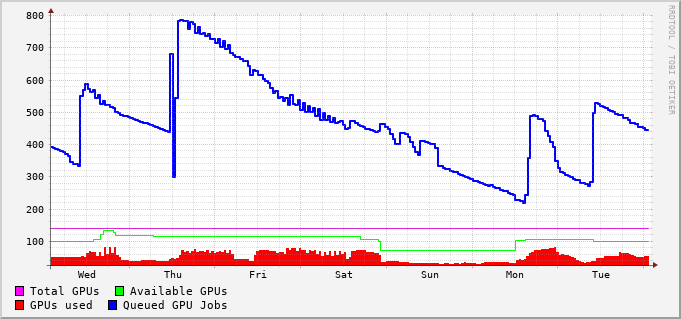 800
700
600
500
400
300
200
100
Wed Thu Fri Sat Sun Mon Tue
Total GPUs Available GPUs
GPUs used Queued GPU Jobs
RRDTOOL / TOBI OETIKER